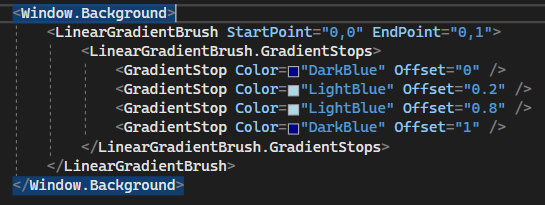 <Window.Background>
<LinearGradientBrush StartPoint="0,0" EndPoint="0,1">
<LinearGradientBrush.GradientStops>
<GradientStop Color="DarkBlue" Offset="0" />
<GradientStop Color="LightBlue" Offset="0.2" />
<GradientStop Color="LightBlue" Offset="0.8" />
<GradientStop Color="DarkBlue" Offset="1" />
</LinearGradientBrush.GradientStops>
</LinearGradientBrush>
</Window.Background>